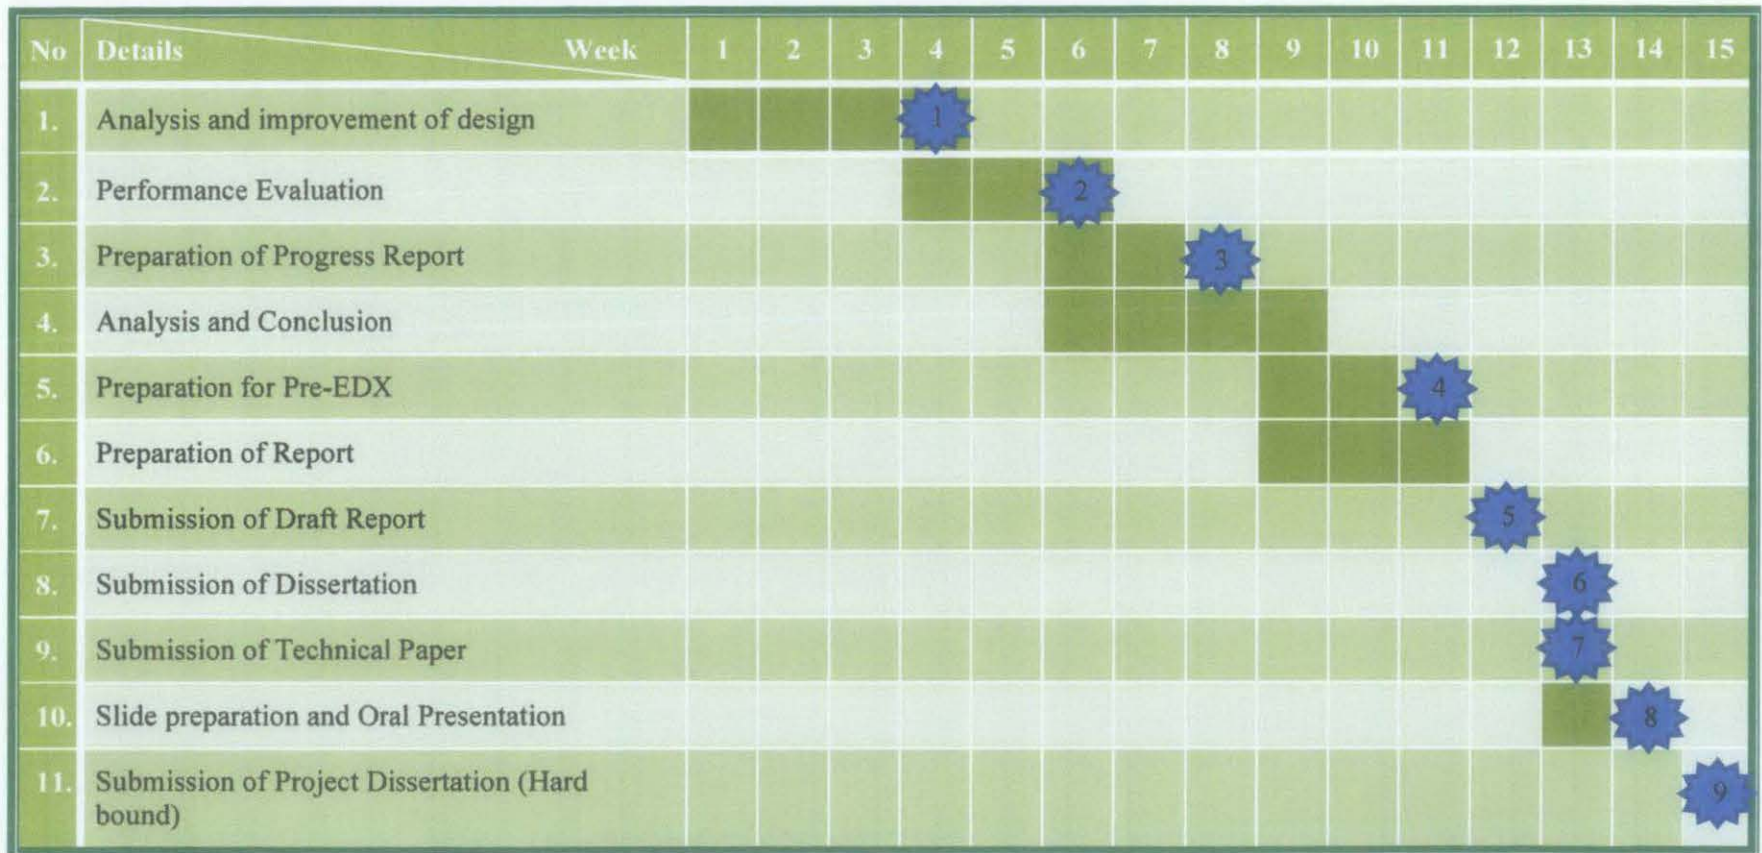 No Details Week 1 2 3 4 5 6 7 8 9 10 11 12 13 14 15
1. Analysis and improvement of design 1
2. Performance Evaluation 2
3. Preparation of Progress Report 3
4. Analysis and Conclusion
5. Preparation for Pre-EDX 4
6. Preparation of Report
7. Submission of Draft Report 5
8. Submission of Dissertation 6
9. Submission of Technical Paper 7
10. Slide preparation and Oral Presentation 8
11. Submission of Project Dissertation (Hard
bound) 9